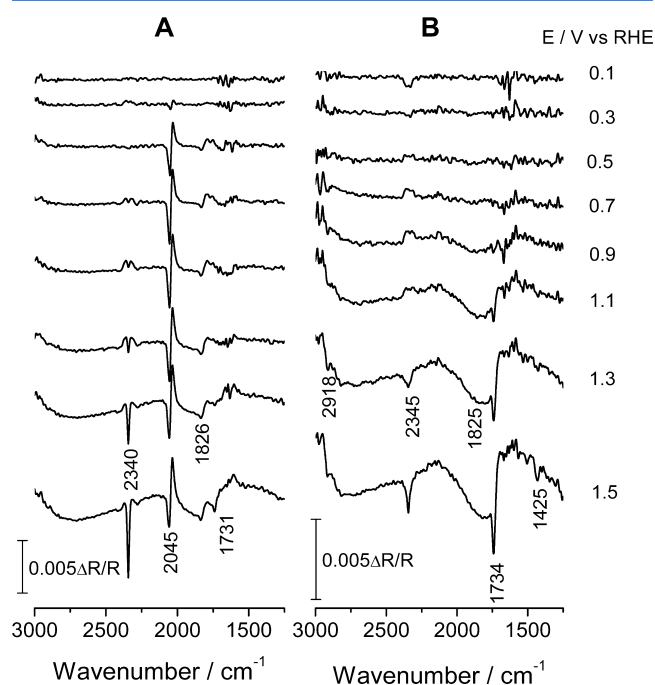 A
B
E / V vs RHE
0.1
0.3
0.5
0.7
0.9
1.1
1.3
1.5
2340
2045
1826
1731
0.005ΔR/R
2918
2345
1825
1734
1425
0.005ΔR/R
3000 2500 2000 1500
3000 2500 2000 1500
Wavenumber / cm⁻¹
Wavenumber / cm⁻¹